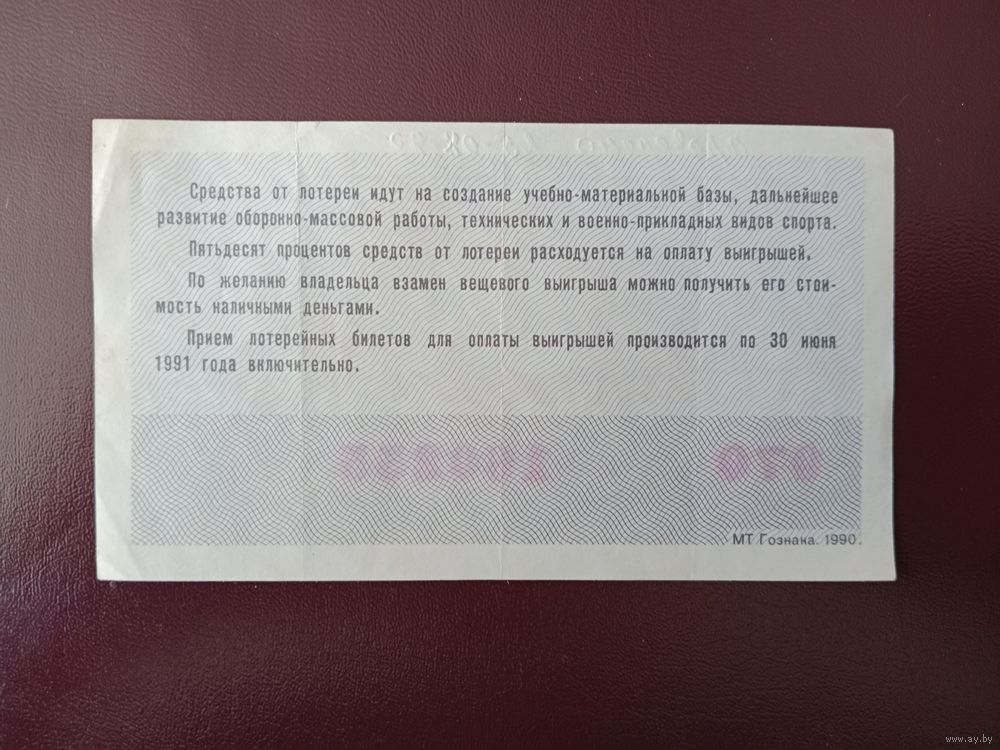 Средства от лотереи идут на создание учебно-материальной базы, дальнейшее
развитие оборонно-массовой работы, технических и военно-прикладных видов спорта.
Пятьдесят процентов средств от лотереи расходуется на оплату выигрышей.
По желанию владельца взамен вещевого выигрыша можно получить его стои-
мость наличными деньгами.
Прием лотерейных билетов для оплаты выигрышей производится по 30 июня
1991 года включительно.
МТ Гознака. 1990.
www.ay.by